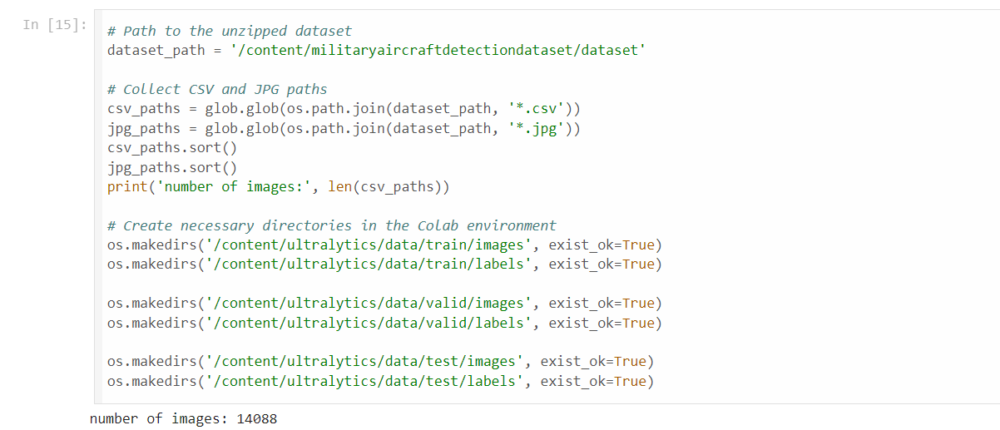 In [15]:
# Path to the unzipped dataset
dataset_path = '/content/militaryaircraftdetectiondataset/dataset'
# Collect CSV and JPG paths
csv_paths = glob.glob(os.path.join(dataset_path, '*.csv'))
jpg_paths = glob.glob(os.path.join(dataset_path, '*.jpg'))
csv_paths.sort()
jpg_paths.sort()
print('number of images:', len(csv_paths))
# Create necessary directories in the Colab environment
os.makedirs('/content/ultralytics/data/train/images', exist_ok=True)
os.makedirs('/content/ultralytics/data/train/labels', exist_ok=True)
os.makedirs('/content/ultralytics/data/valid/images', exist_ok=True)
os.makedirs('/content/ultralytics/data/valid/labels', exist_ok=True)
os.makedirs('/content/ultralytics/data/test/images', exist_ok=True)
os.makedirs('/content/ultralytics/data/test/labels', exist_ok=True)
number of images: 14088